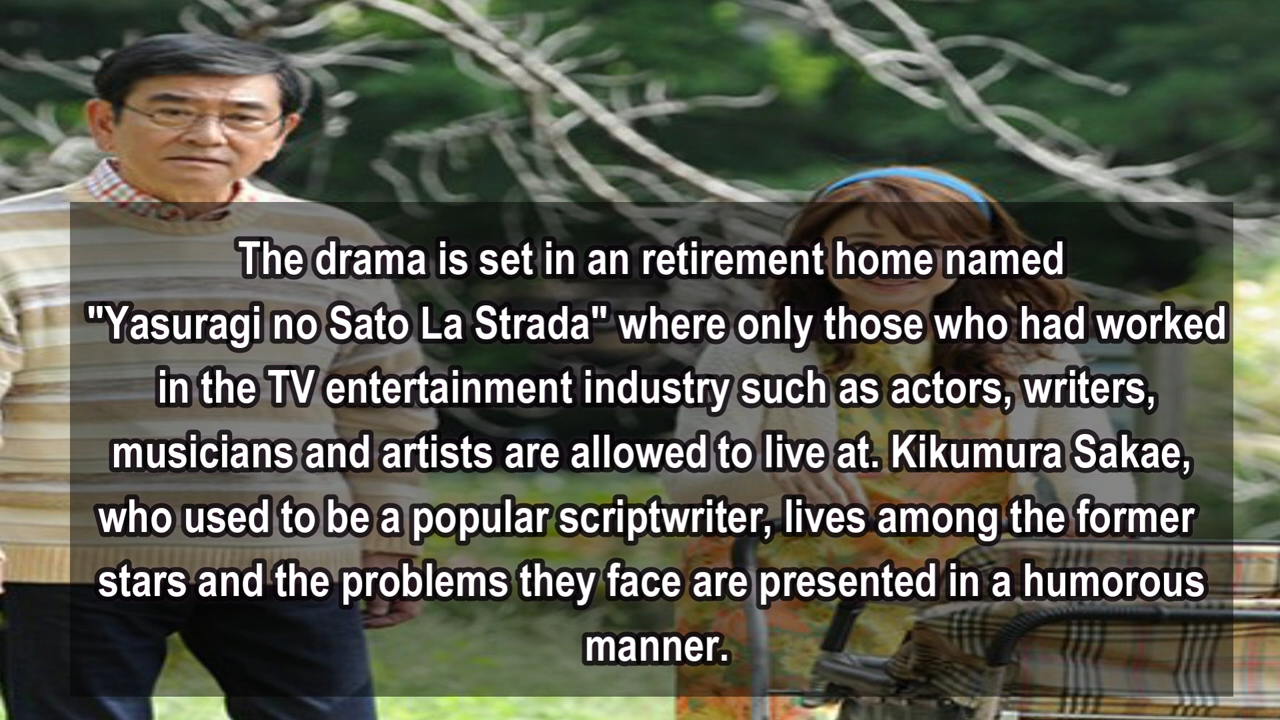 The drama is set in an retirement home named
"Yasuragi no Sato La Strada" where only those who had worked
in the TV entertainment industry such as actors, writers,
musicians and artists are allowed to live at. Kikumura Sakae,
who used to be a popular scriptwriter, lives among the former
stars and the problems they face are presented in a humorous
manner.